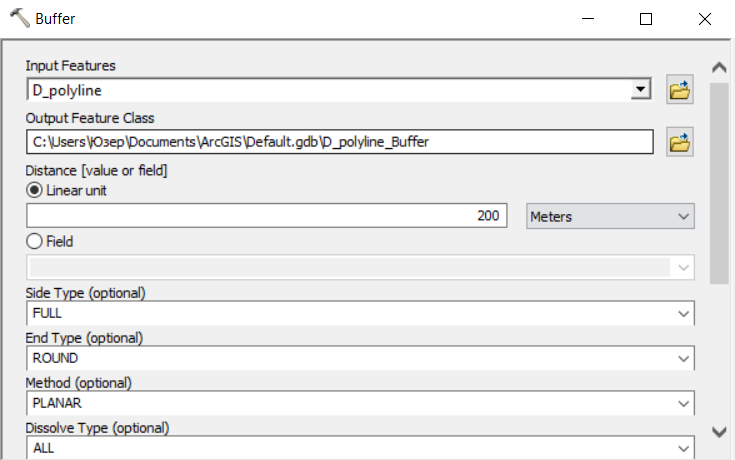 Buffer
Input Features
D_polyline
Output Feature Class
C:\Users\Юзер\Documents\ArcGIS\Default.gdb\D_polyline_Buffer
Distance [value or field]
Linear unit
200 Meters
Field
Side Type (optional)
FULL
End Type (optional)
ROUND
Method (optional)
PLANAR
Dissolve Type (optional)
ALL